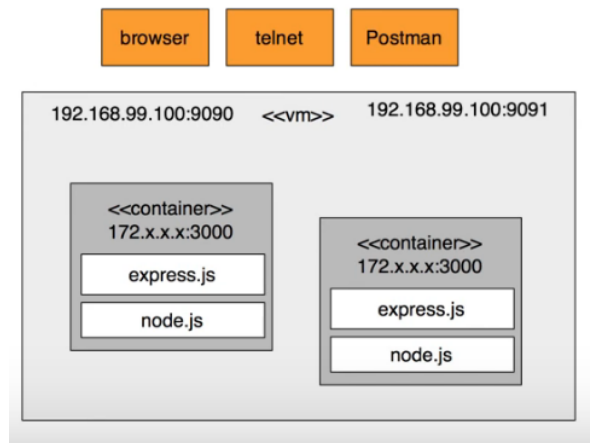 browser
telnet
Postman
192.168.99.100:9090
<<vm>>
192.168.99.100:9091
<<container>>
172.x.x.x:3000
express.js
node.js
<<container>>
172.x.x.x:3000
express.js
node.js